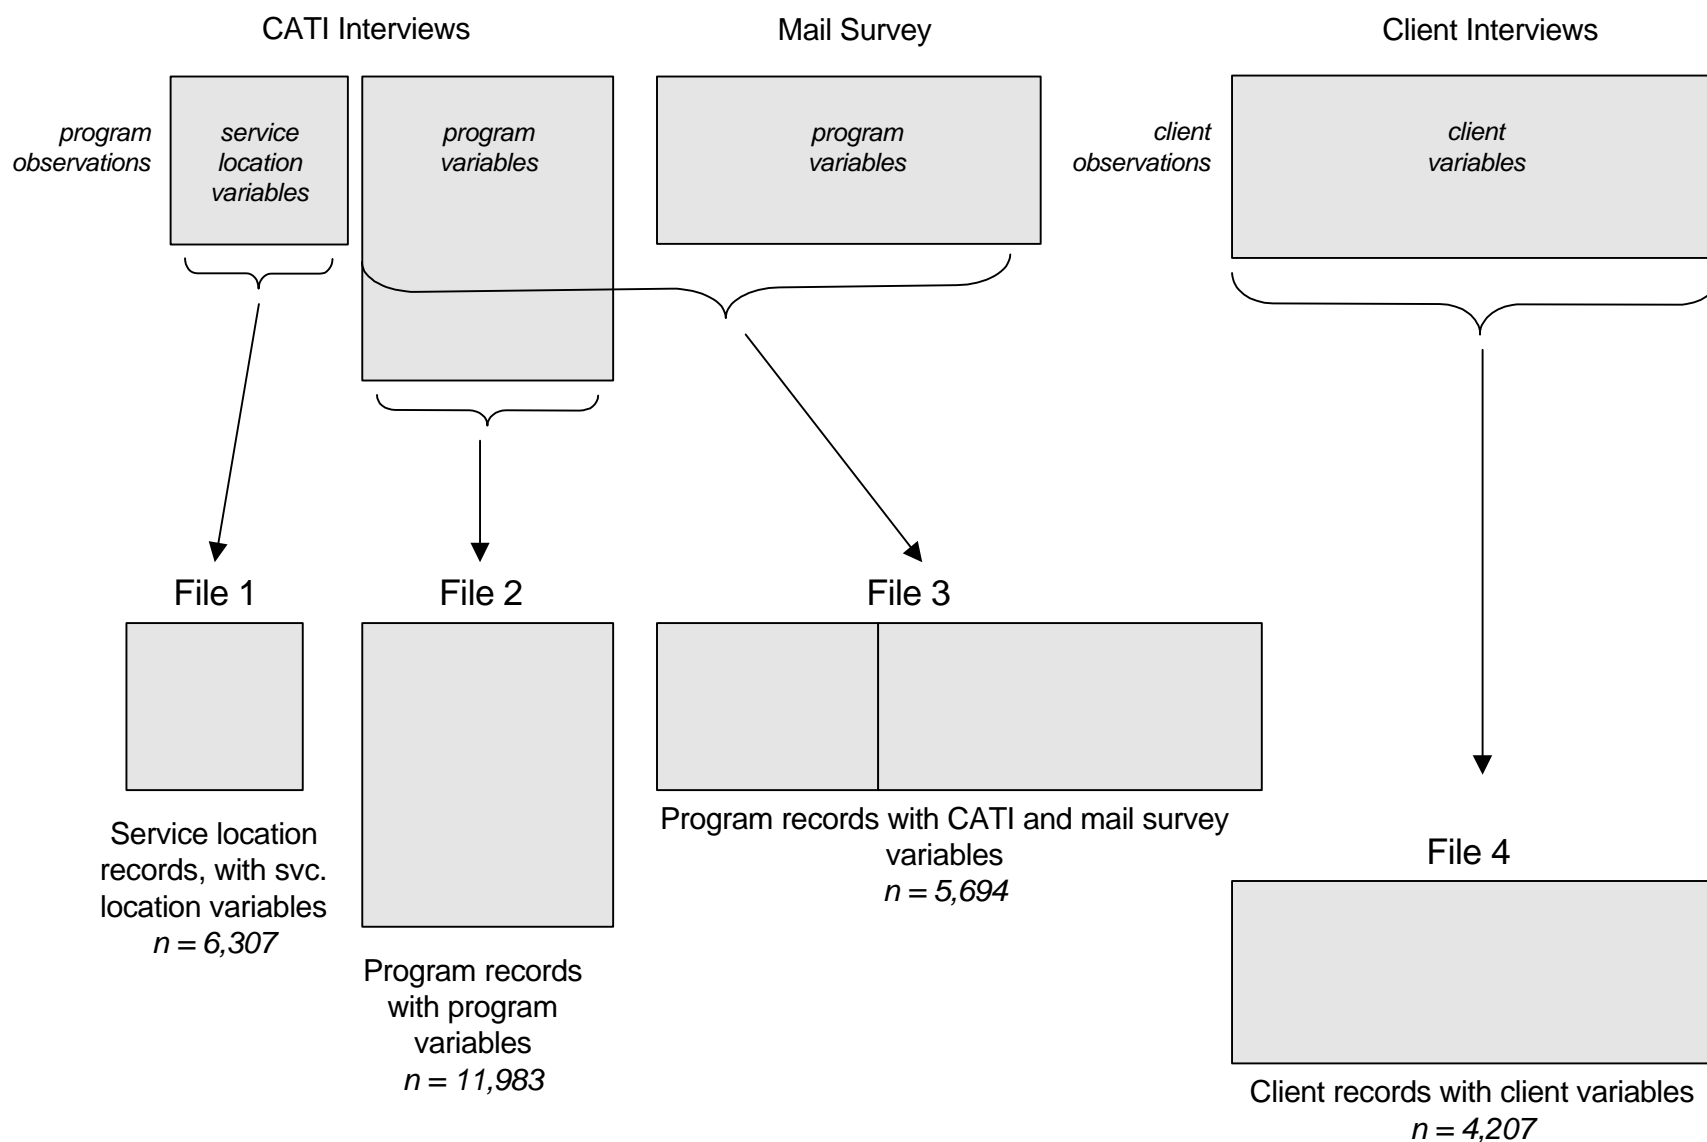 CATI Interviews
Mail Survey
Client Interviews
program
observations
service
location
variables
program
variables
program
variables
client
observations
client
variables
File 1
File 2
File 3
Service location
records, with svc.
location variables
n = 6,307
Program records
with program
variables
n = 11,983
Program records with CATI and mail survey
variables
n = 5,694
File 4
Client records with client variables
n = 4,207